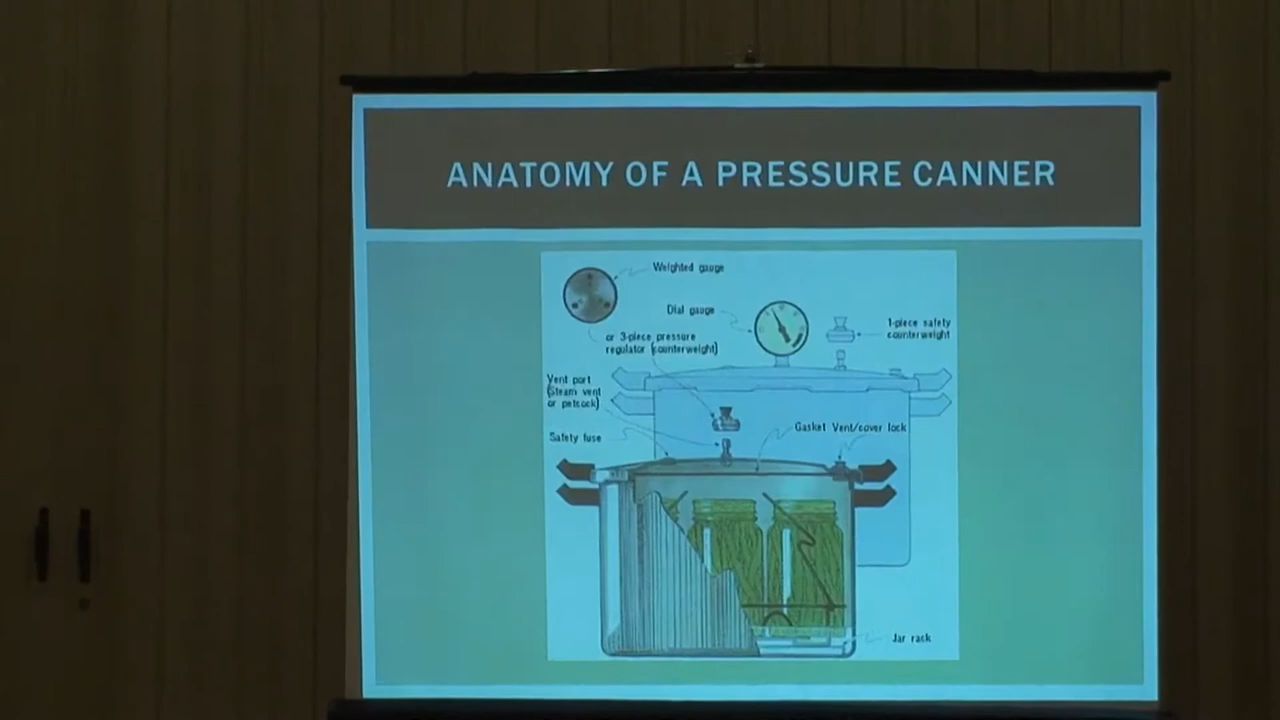 ANATOMY OF A PRESSURE CANNER
Weighted gauge
Dial gauge
1-piece safety
counterweight
or 3-piece pressure
regulator (counterweight)
Vent port
(Steam vent
or petcock)
Gasket Vent/cover lock
Safety fuse
Jar rack